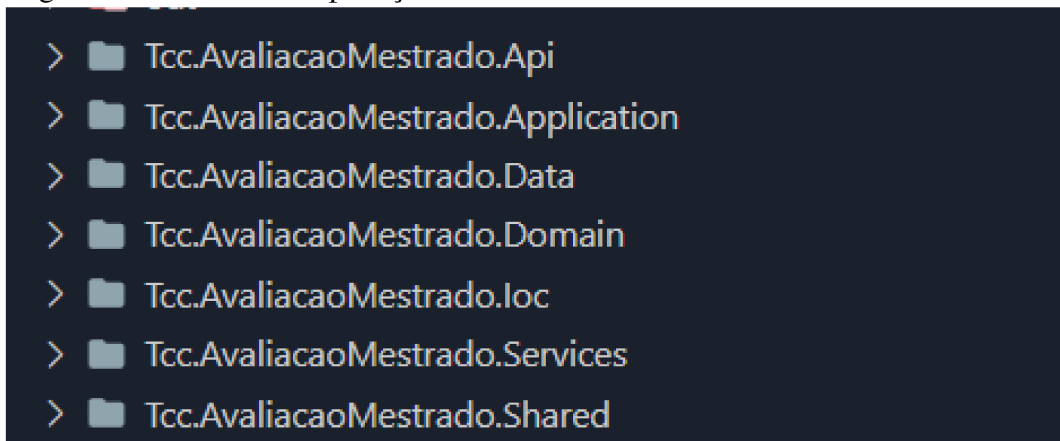 Tcc.AvaliacaoMestrado.Api
Tcc.AvaliacaoMestrado.Application
Tcc.AvaliacaoMestrado.Data
Tcc.AvaliacaoMestrado.Domain
Tcc.AvaliacaoMestrado.Ioc
Tcc.AvaliacaoMestrado.Services
Tcc.AvaliacaoMestrado.Shared